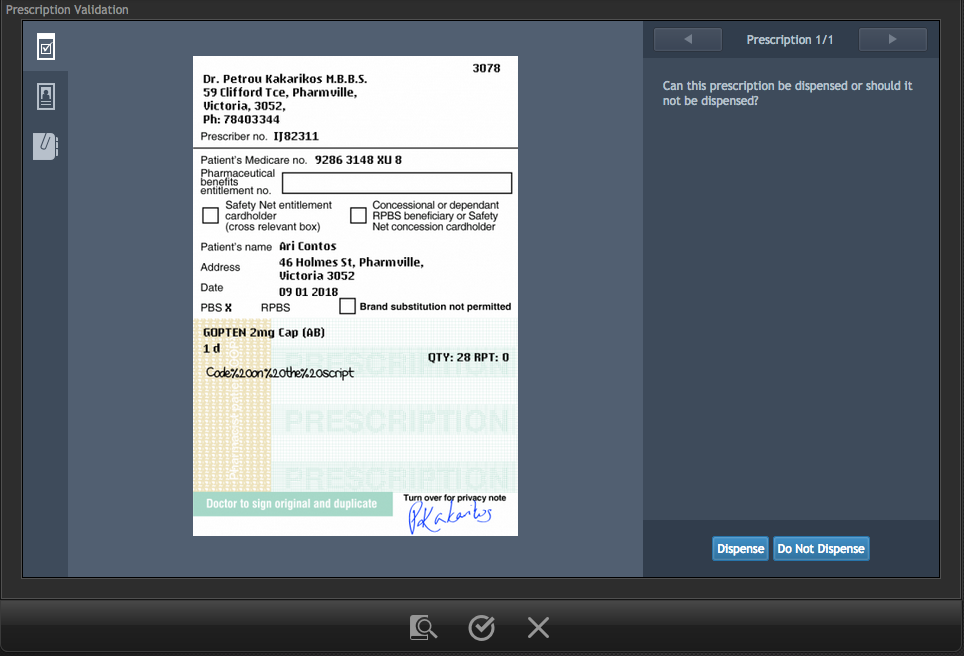 Prescription Validation
3078
Dr. Petrou Kakarikos M.B.B.S.
59 Clifford Tce, Pharmville,
Victoria, 3052,
Ph: 78403344
Prescriber no. IJ82311
Patient's Medicare no. 9286 3148 XU 8
Pharmaceutical
benefits
entitlement no.
Safety Net entitlement
cardholder
(cross relevant box)
Concessional or dependant
RPBS beneficiary or Safety
Net concession cardholder
Patient's name Ari Contos
Address 46 Holmes St, Pharmville,
Victoria 3052
Date 09 01 2018
PBS X RPBS Brand substitution not permitted
GOPTEN 2mg Cap (AB)
1 d
QTY: 28 RPT: 0
Code%20on%20the%20script
PRESCRIPTION
PRESCRIPTION
PRESCRIPTION
Doctor to sign original and duplicate
Turn over for privacy note
PKakarikos
Prescription 1/1
Can this prescription be dispensed or should it
not be dispensed?
Dispense
Do Not Dispense